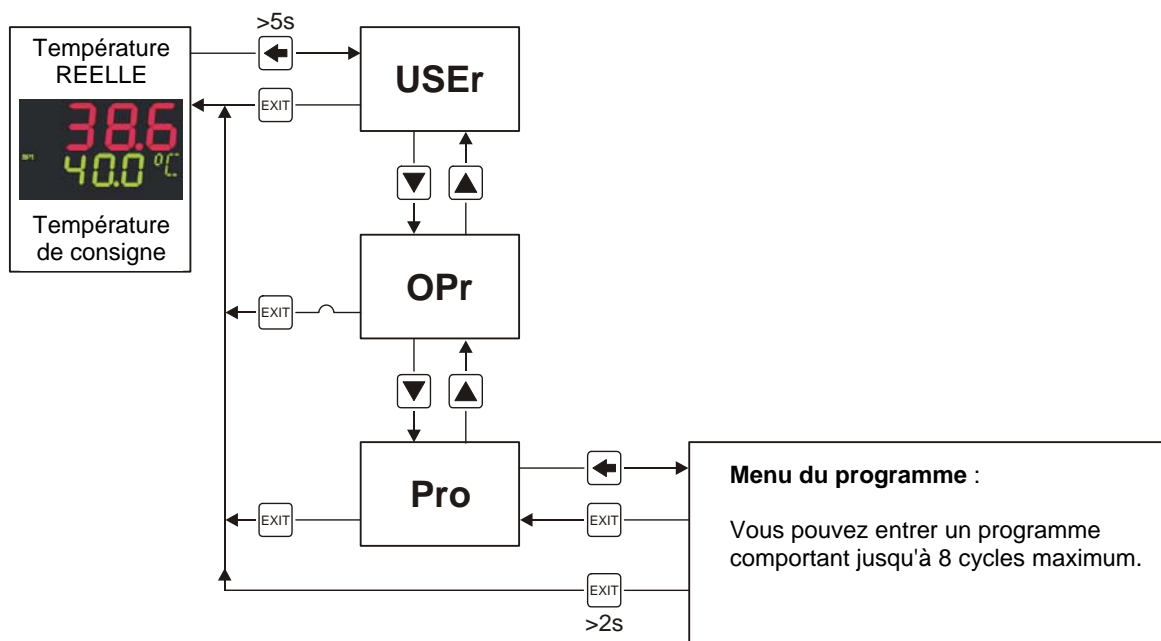 >5s
Température
REELLE
38.6
40.0 °C
Température
de consigne
USEr
EXIT
OPr
EXIT
Pro
EXIT
EXIT
EXIT
>2s
Menu du programme :
Vous pouvez entrer un programme
comportant jusqu'à 8 cycles maximum.